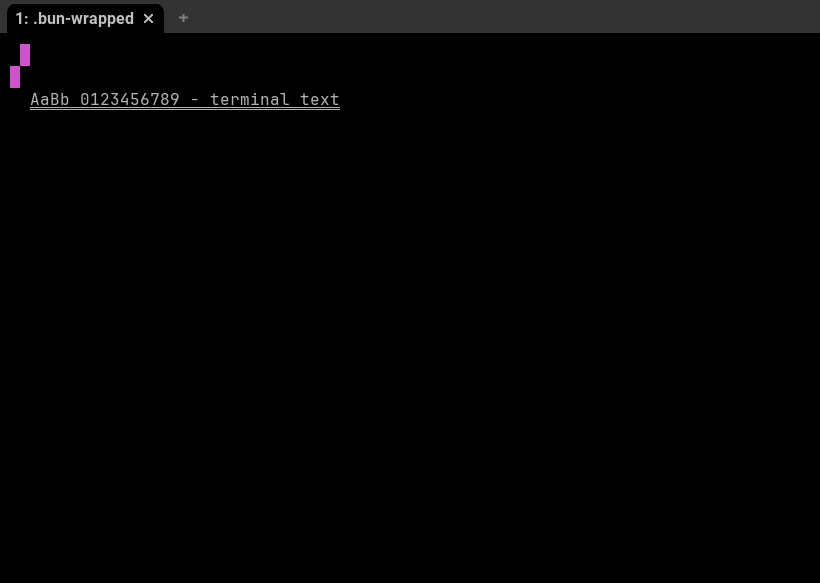 1: .bun-wrapped × +
AaBb 0123456789 - terminal text